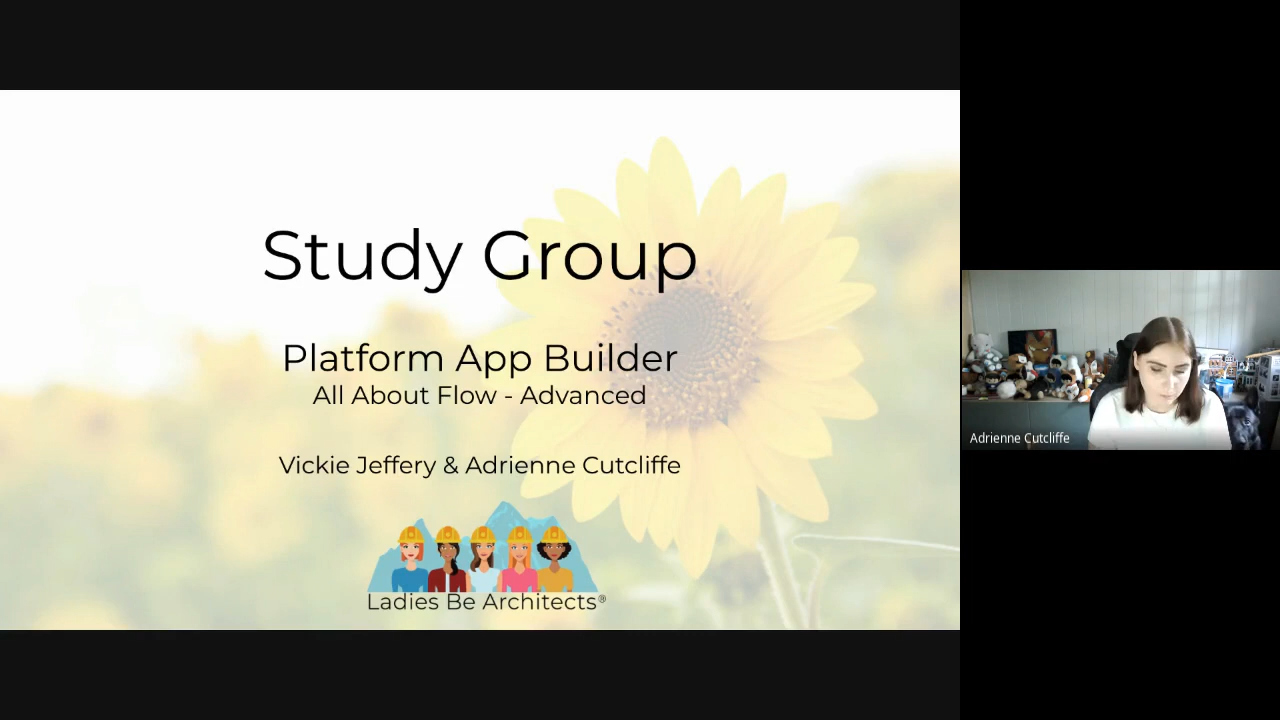 Study Group
Platform App Builder
All About Flow - Advanced
Vickie Jeffery & Adrienne Cutcliffe
Ladies Be Architects®
Adrienne Cutcliffe